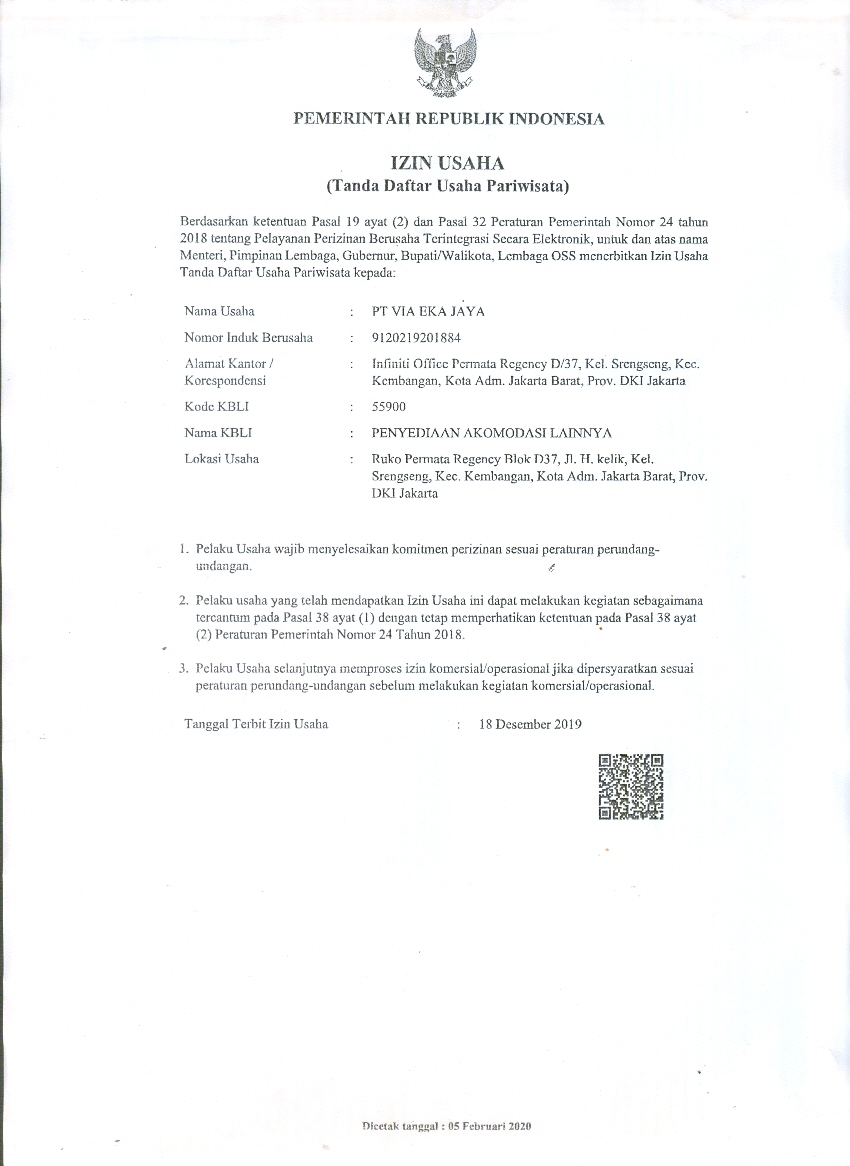 PEMERINTAH REPUBLIK INDONESIA
IZIN USAHA
(Tanda Daftar Usaha Pariwisata)
Berdasarkan ketentuan Pasal 19 ayat (2) dan Pasal 32 Peraturan Pemerintah Nomor 24 tahun
2018 tentang Pelayanan Perizinan Berusaha Terintegrasi Secara Elektronik, untuk dan atas nama
Menteri, Pimpinan Lembaga, Gubernur, Bupati/Walikota, Lembaga OSS menerbitkan Izin Usaha
Tanda Daftar Usaha Pariwisata kepada:
Nama Usaha : PT VIA EKA JAYA
Nomor Induk Berusaha : 9120219201884
Alamat Kantor / : Infiniti Office Permata Regency D/37, Kel. Srengseng, Kec.
Korespondensi Kembangan, Kota Adm. Jakarta Barat, Prov. DKI Jakarta
Kode KBLI : 55900
Nama KBLI : PENYEDIAAN AKOMODASI LAINNYA
Lokasi Usaha : Ruko Permata Regency Blok D37, Jl. H. kelik, Kel.
Srengseng, Kec. Kembangan, Kota Adm. Jakarta Barat, Prov.
DKI Jakarta
1. Pelaku Usaha wajib menyelesaikan komitmen perizinan sesuai peraturan perundang-
undangan.
2. Pelaku usaha yang telah mendapatkan Izin Usaha ini dapat melakukan kegiatan sebagaimana
tercantum pada Pasal 38 ayat (1) dengan tetap memperhatikan ketentuan pada Pasal 38 ayat
(2) Peraturan Pemerintah Nomor 24 Tahun 2018.
3. Pelaku Usaha selanjutnya memproses izin komersial/operasional jika dipersyaratkan sesuai
peraturan perundang-undangan sebelum melakukan kegiatan komersial/operasional.
Tanggal Terbit Izin Usaha : 18 Desember 2019
Dicetak tanggal : 05 Februari 2020